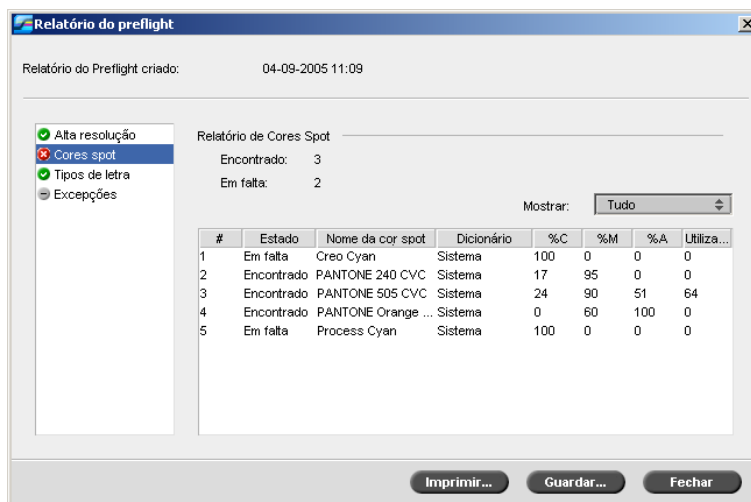 Relatório do preflight
Relatório do Preflight criado: 04-09-2005 11:09
Alta resolução
Cores spot
Tipos de letra
Excepções
Relatório de Cores Spot
Encontrado: 3
Em falta: 2
Mostrar: Tudo
# Estado Nome da cor spot Dicionário %C %M %A Utiliza...
1 Em falta Creo Cyan Sistema 100 0 0 0
2 Encontrado PANTONE 240 CVC Sistema 17 95 0 0
3 Encontrado PANTONE 505 CVC Sistema 24 90 51 64
4 Encontrado PANTONE Orange ... Sistema 0 60 100 0
5 Em falta Process Cyan Sistema 100 0 0 0
Imprimir... Guardar... Fechar